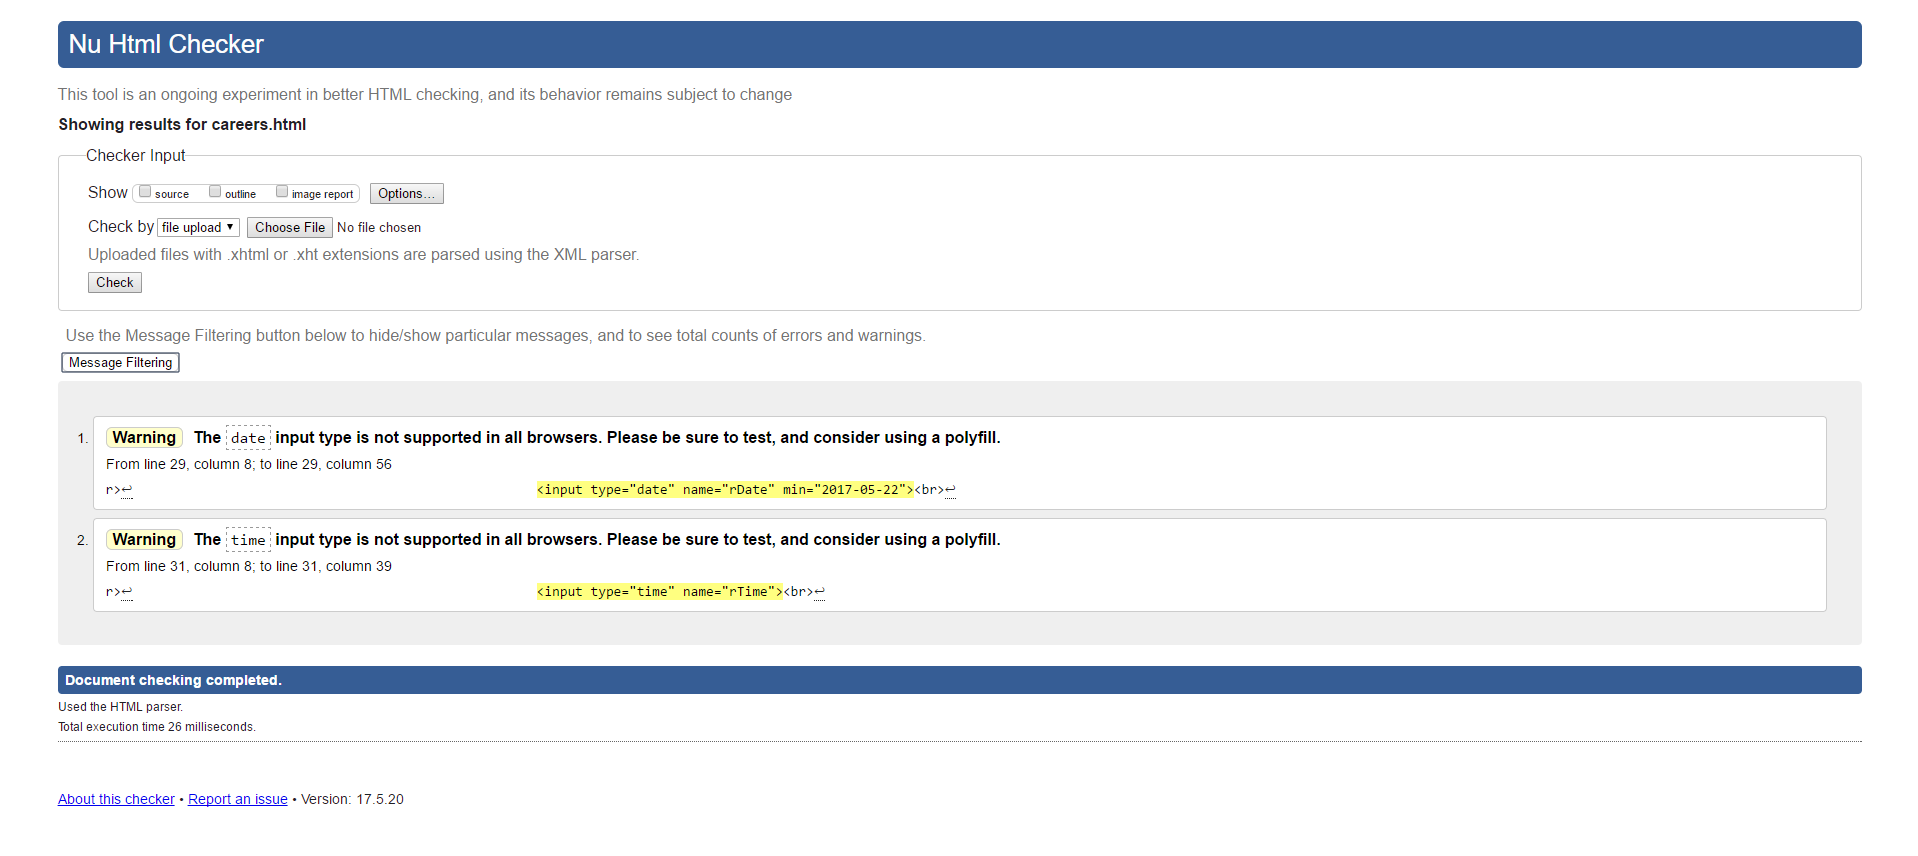 Nu Html Checker
This tool is an ongoing experiment in better HTML checking, and its behavior remains subject to change
Showing results for careers.html
Checker Input
Show source outline image report Options...
Check by file upload ▼ Choose File No file chosen
Uploaded files with .xhtml or .xht extensions are parsed using the XML parser.
Check
Use the Message Filtering button below to hide/show particular messages, and to see total counts of errors and warnings.
Message Filtering
1. Warning The date input type is not supported in all browsers. Please be sure to test, and consider using a polyfill.
From line 29, column 8; to line 29, column 56
r>↩ <input type="date" name="rDate" min="2017-05-22"><br>↩
2. Warning The time input type is not supported in all browsers. Please be sure to test, and consider using a polyfill.
From line 31, column 8; to line 31, column 39
r>↩ <input type="time" name="rTime"><br>↩
Document checking completed.
Used the HTML parser.
Total execution time 26 milliseconds.
About this checker • Report an issue • Version: 17.5.20